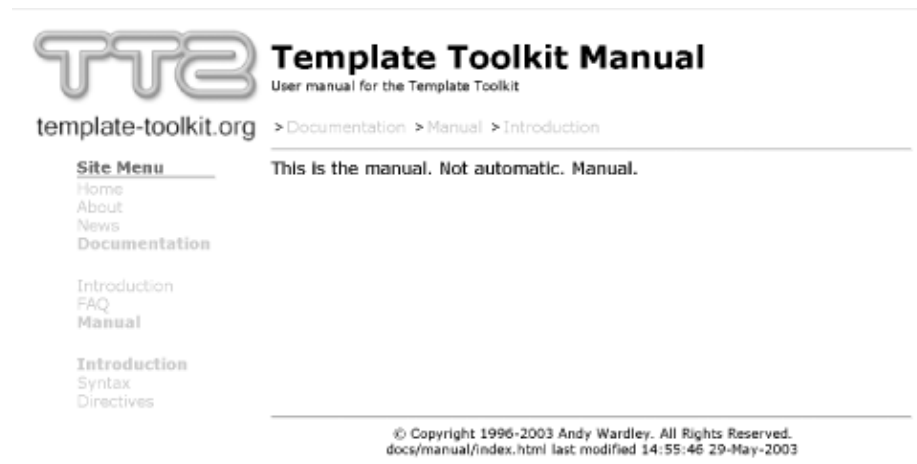 TT2
template-toolkit.org
Template Toolkit Manual
User manual for the Template Toolkit
> Documentation > Manual > Introduction
Site Menu
Home
About
News
Documentation
Introduction
FAQ
Manual
Introduction
Syntax
Directives
This is the manual. Not automatic. Manual.
© Copyright 1996-2003 Andy Wardley. All Rights Reserved.
docs/manual/index.html last modified 14:55:46 29-May-2003